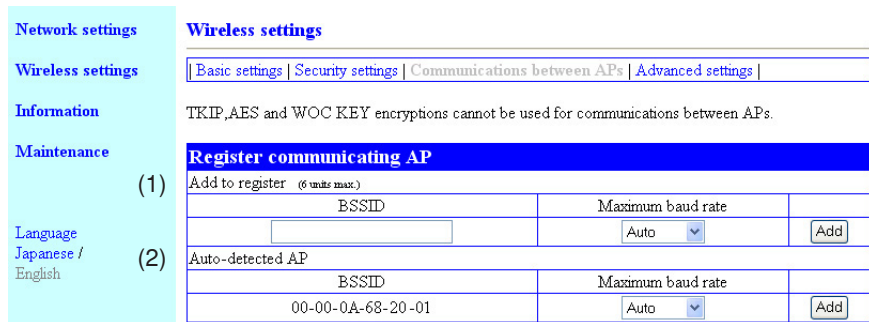 Network settings
Wireless settings
Information
Maintenance
Language
Japanese /
English
Wireless settings
| Basic settings | Security settings | Communications between APs | Advanced settings |
TKIP,AES and WOC KEY encryptions cannot be used for communications between APs.
Register communicating AP
(1) Add to register (6 units max.)
BSSID Maximum baud rate
Auto Add
(2) Auto-detected AP
BSSID Maximum baud rate
00-00-0A-68-20-01 Auto Add